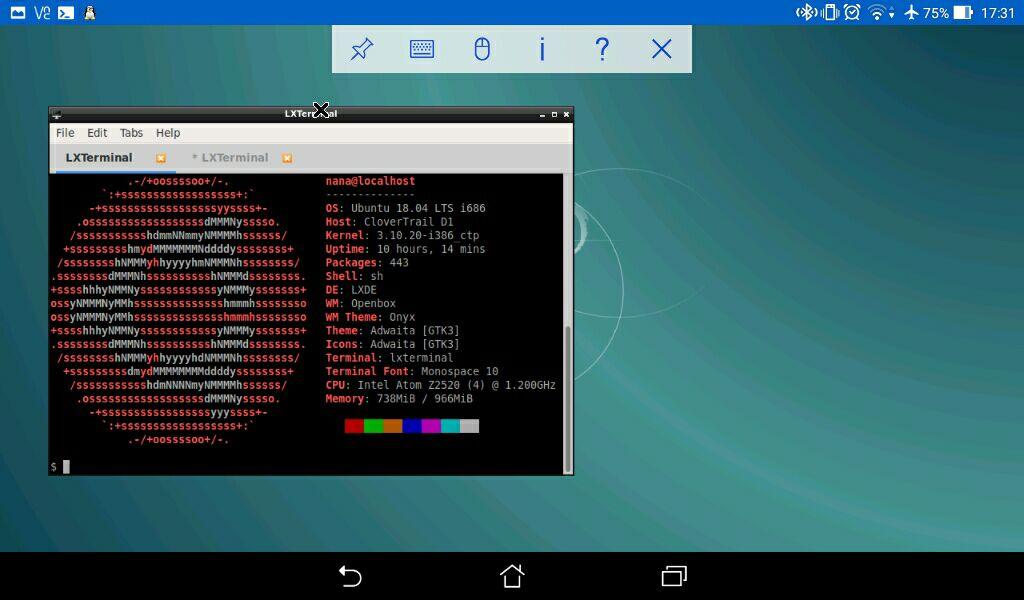 75% 17:31
LXTerminal
File Edit Tabs Help
LXTerminal * LXTerminal
.-/+oossssoo+/-.
`:+ssssssssssssssssss+:`
-+ssssssssssssssssssyyssss+-
.ossssssssssssssssssdMMMNysssso.
/ssssssssssshdmmNNmmyNMMMMhssssss/
+ssssssssshmydMMMMMMMNddddyssssssss+
/sssssssshNMMMyhhyyyyhmNMMMNhssssssss/
.ssssssssdMMMNhsssssssssshNMMMdssssssss.
+sssshhhyNMMNyssssssssssssyNMMMysssssss+
ossyNMMMNyMMhsssssssssssssshmmmhssssssso
ossyNMMMNyMMhsssssssssssssshmmmhssssssso
+sssshhhyNMMNyssssssssssssyNMMMysssssss+
.ssssssssdMMMNhsssssssssshNMMMdssssssss.
/sssssssshNMMMyhhyyyyhdNMMMNhssssssss/
+sssssssssdmydMMMMMMMMddddyssssssss+
/ssssssssssshdmNNNNmyNMMMMhssssss/
.ossssssssssssssssssdMMMNysssso.
-+sssssssssssssssssyyyssss+-
`:+ssssssssssssssssss+:`
.-/+oossssoo+/-.
nana@localhost
--------------
OS: Ubuntu 18.04 LTS i686
Host: CloverTrail D1
Kernel: 3.10.20-i386_ctp
Uptime: 10 hours, 14 mins
Packages: 443
Shell: sh
DE: LXDE
WM: Openbox
WM Theme: Onyx
Theme: Adwaita [GTK3]
Icons: Adwaita [GTK3]
Terminal: lxterminal
Terminal Font: Monospace 10
CPU: Intel Atom Z2520 (4) @ 1.200GHz
Memory: 738MiB / 966MiB
$